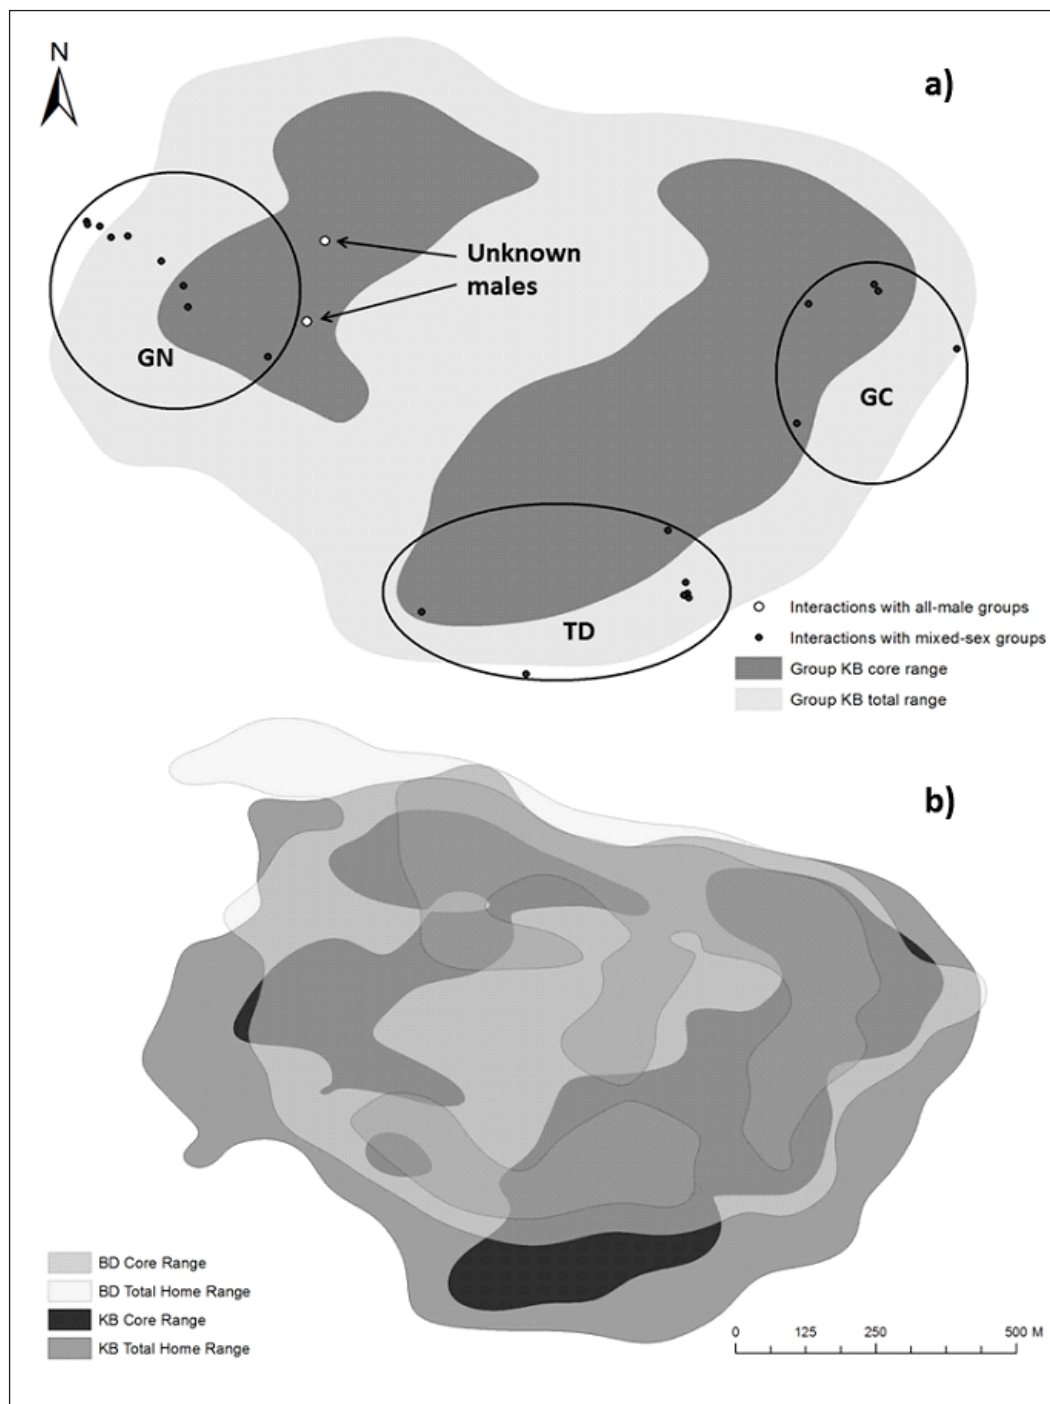 N
a)
Unknown
males
GN
GC
TD
Interactions with all-male groups
Interactions with mixed-sex groups
Group KB core range
Group KB total range
b)
BD Core Range
BD Total Home Range
KB Core Range
KB Total Home Range
0 125 250 500 M